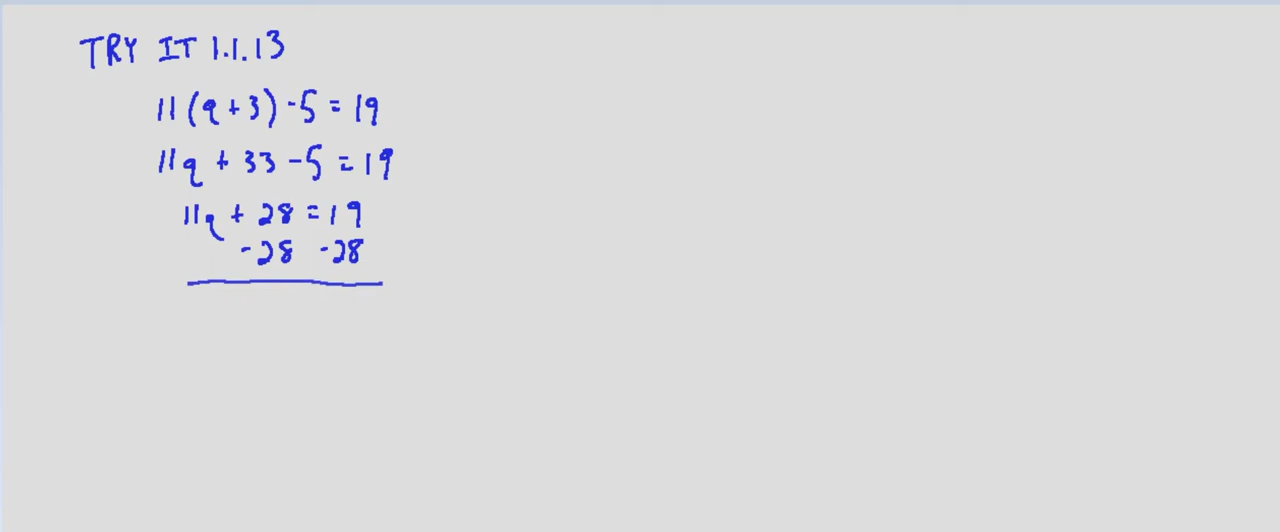 TRY IT 1.1.13
11(q+3)-5=19
11q+33-5=19
11q+28=19
-28 -28